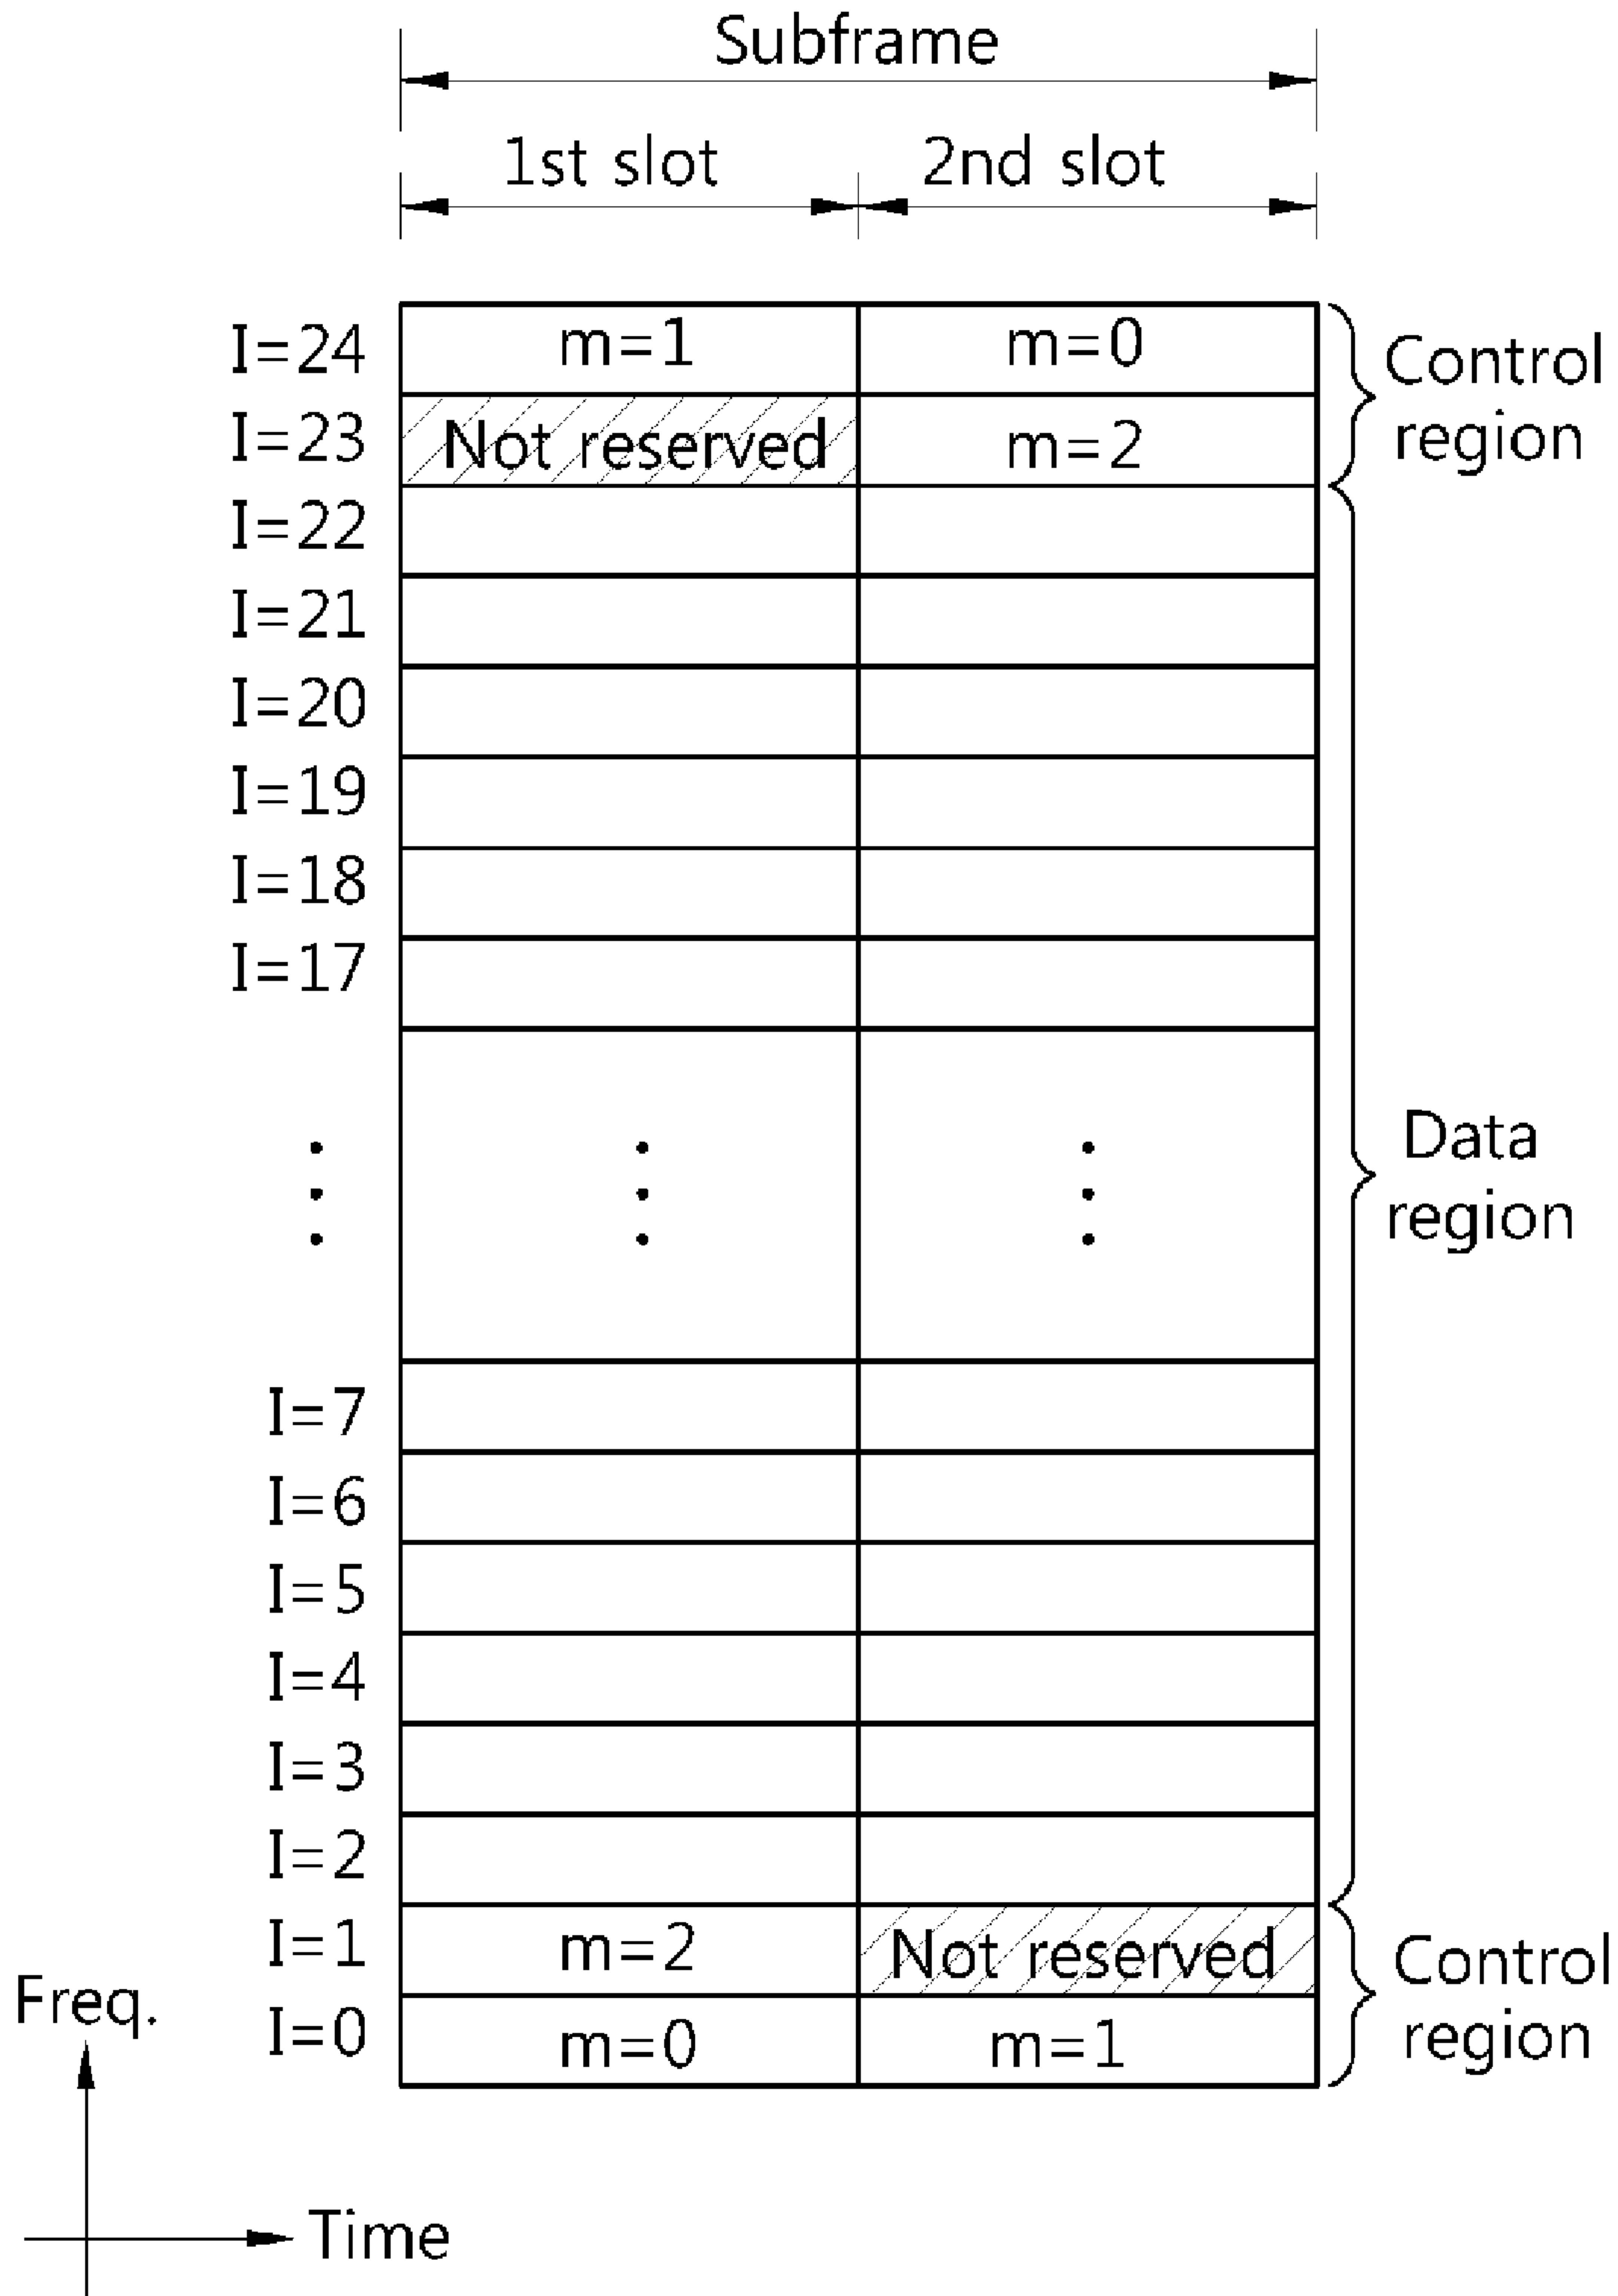 Subframe
1st slot 2nd slot
I=24 m=1 m=0
Control
region
I=23 Not reserved m=2
I=22
I=21
I=20
I=19
I=18
I=17
Data
region
I=7
I=6
I=5
I=4
I=3
I=2
I=1 m=2 Not reserved
Control
region
I=0 m=0 m=1
Freq.
Time